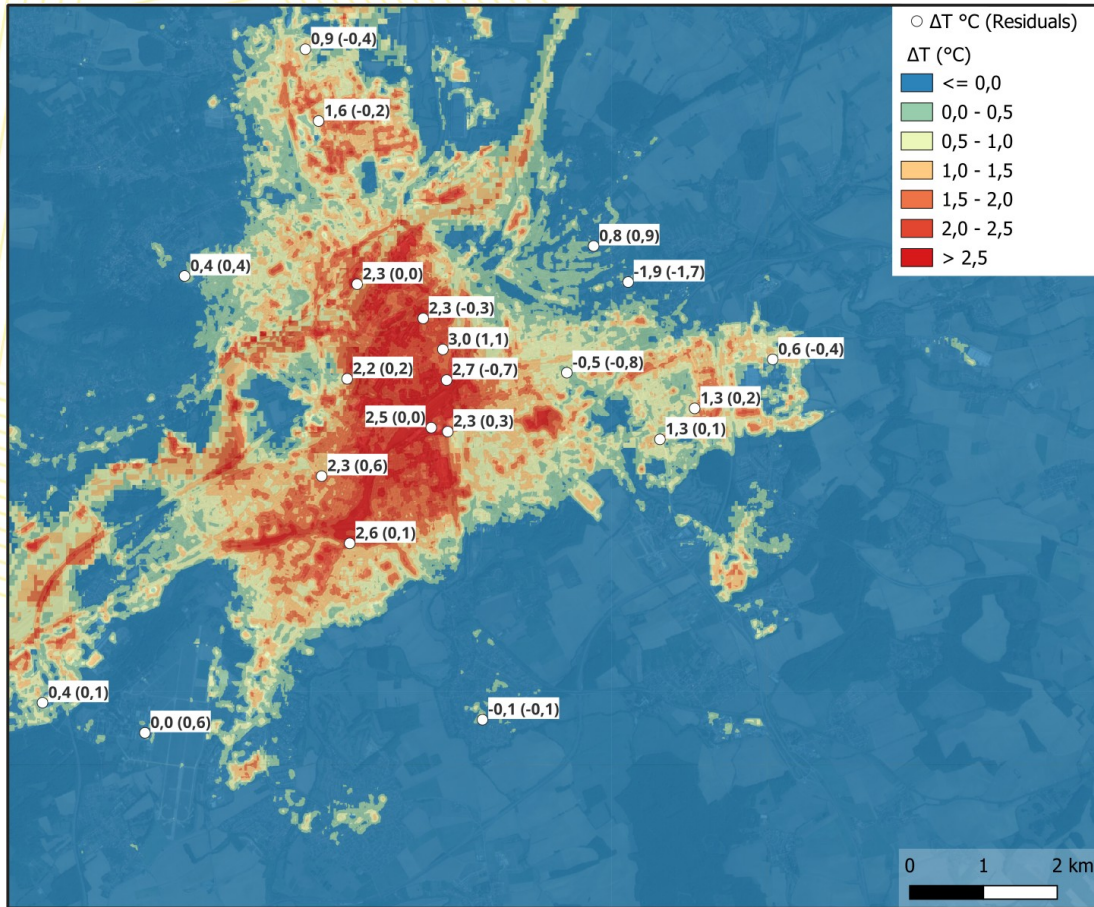 ΔT °C (Residuals)
ΔT (°C)
<= 0,0
0,0 - 0,5
0,5 - 1,0
1,0 - 1,5
1,5 - 2,0
2,0 - 2,5
> 2,5
0,9 (-0,4)
1,6 (-0,2)
0,8 (0,9)
0,4 (0,4)
-1,9 (-1,7)
2,3 (0,0)
2,3 (-0,3)
3,0 (1,1)
0,6 (-0,4)
-0,5 (-0,8)
2,2 (0,2)
2,7 (-0,7)
1,3 (0,2)
2,5 (0,0)
2,3 (0,3)
1,3 (0,1)
2,3 (0,6)
2,6 (0,1)
0,4 (0,1)
0,0 (0,6)
-0,1 (-0,1)
0 1 2 km